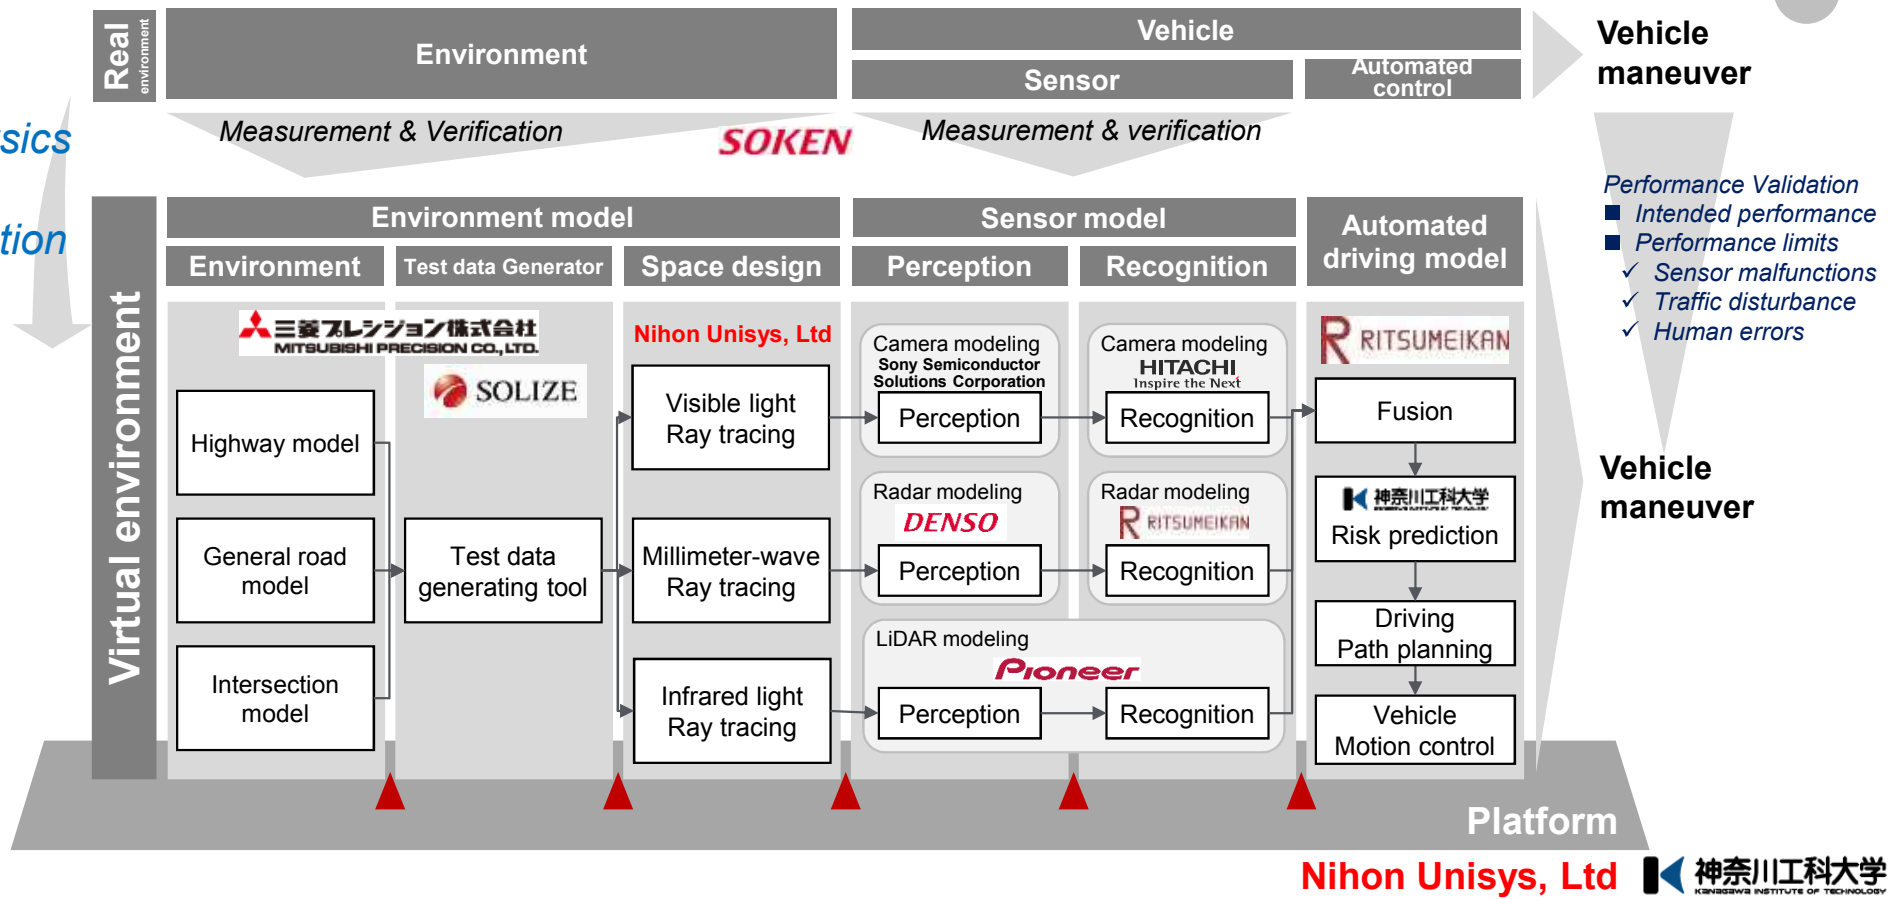 Real
environment
Environment
Vehicle
Sensor
Automated
control
Vehicle
maneuver
sics
tion
Measurement & Verification
SOKEN
Measurement & verification
Performance Validation
Intended performance
Performance limits
✓ Sensor malfunctions
✓ Traffic disturbance
✓ Human errors
Virtual environment
Environment model
Sensor model
Automated
driving model
Environment
Test data Generator
Space design
Perception
Recognition
三菱プレシジョン株式会社
MITSUBISHI PRECISION CO., LTD.
SOLIZE
Nihon Unisys, Ltd
Camera modeling
Sony Semiconductor
Solutions Corporation
Camera modeling
HITACHI
Inspire the Next
RITSUMEIKAN
Highway model
Visible light
Ray tracing
Perception
Recognition
Fusion
Radar modeling
DENSO
Radar modeling
RITSUMEIKAN
神奈川工科大学
Risk prediction
General road
model
Test data
generating tool
Millimeter-wave
Ray tracing
Perception
Recognition
Driving
Path planning
LiDAR modeling
Pioneer
Intersection
model
Infrared light
Ray tracing
Perception
Recognition
Vehicle
Motion control
Vehicle
maneuver
Platform
Nihon Unisys, Ltd
神奈川工科大学
KANAGAWA INSTITUTE OF TECHNOLOGY